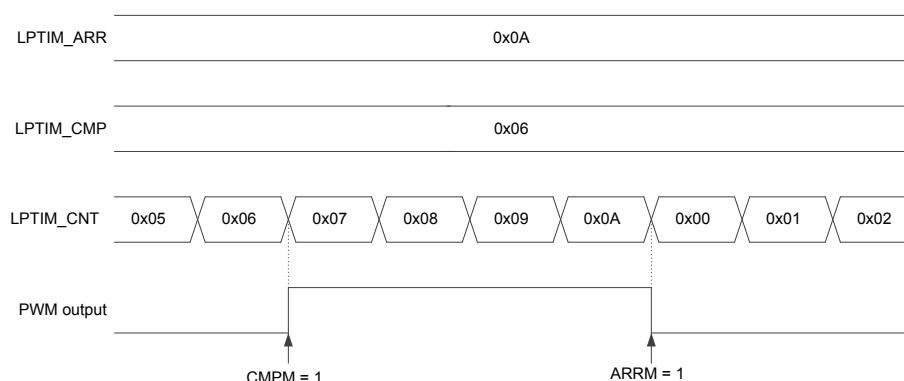 LPTIM_ARR 0x0A
LPTIM_CMP 0x06
LPTIM_CNT 0x05 0x06 0x07 0x08 0x09 0x0A 0x00 0x01 0x02
PWM output
CMPM = 1 ARRM = 1